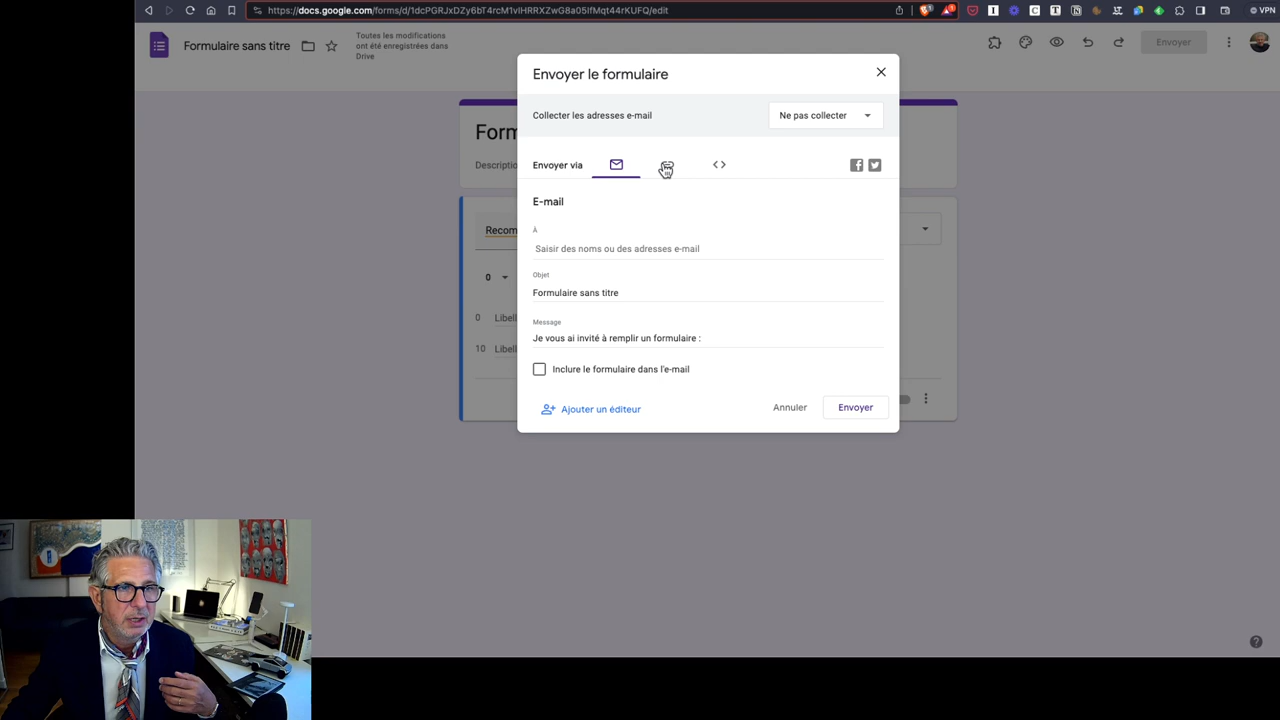 https://docs.google.com/forms/d/1dcPGRJxDZy6bT4rcM1vlHRRXZwG8a05lfMqt44rKUFQ/edit
VPN
Formulaire sans titre
Toutes les modifications
ont été enregistrées dans
Drive
Envoyer
Envoyer le formulaire
Collecter les adresses e-mail
Ne pas collecter
Form
Description
Envoyer via
E-mail
À
Saisir des noms ou des adresses e-mail
Recom
Objet
0
Formulaire sans titre
0 Libell
Message
Je vous ai invité à remplir un formulaire :
10 Libell
Inclure le formulaire dans l'e-mail
Ajouter un éditeur
Annuler
Envoyer